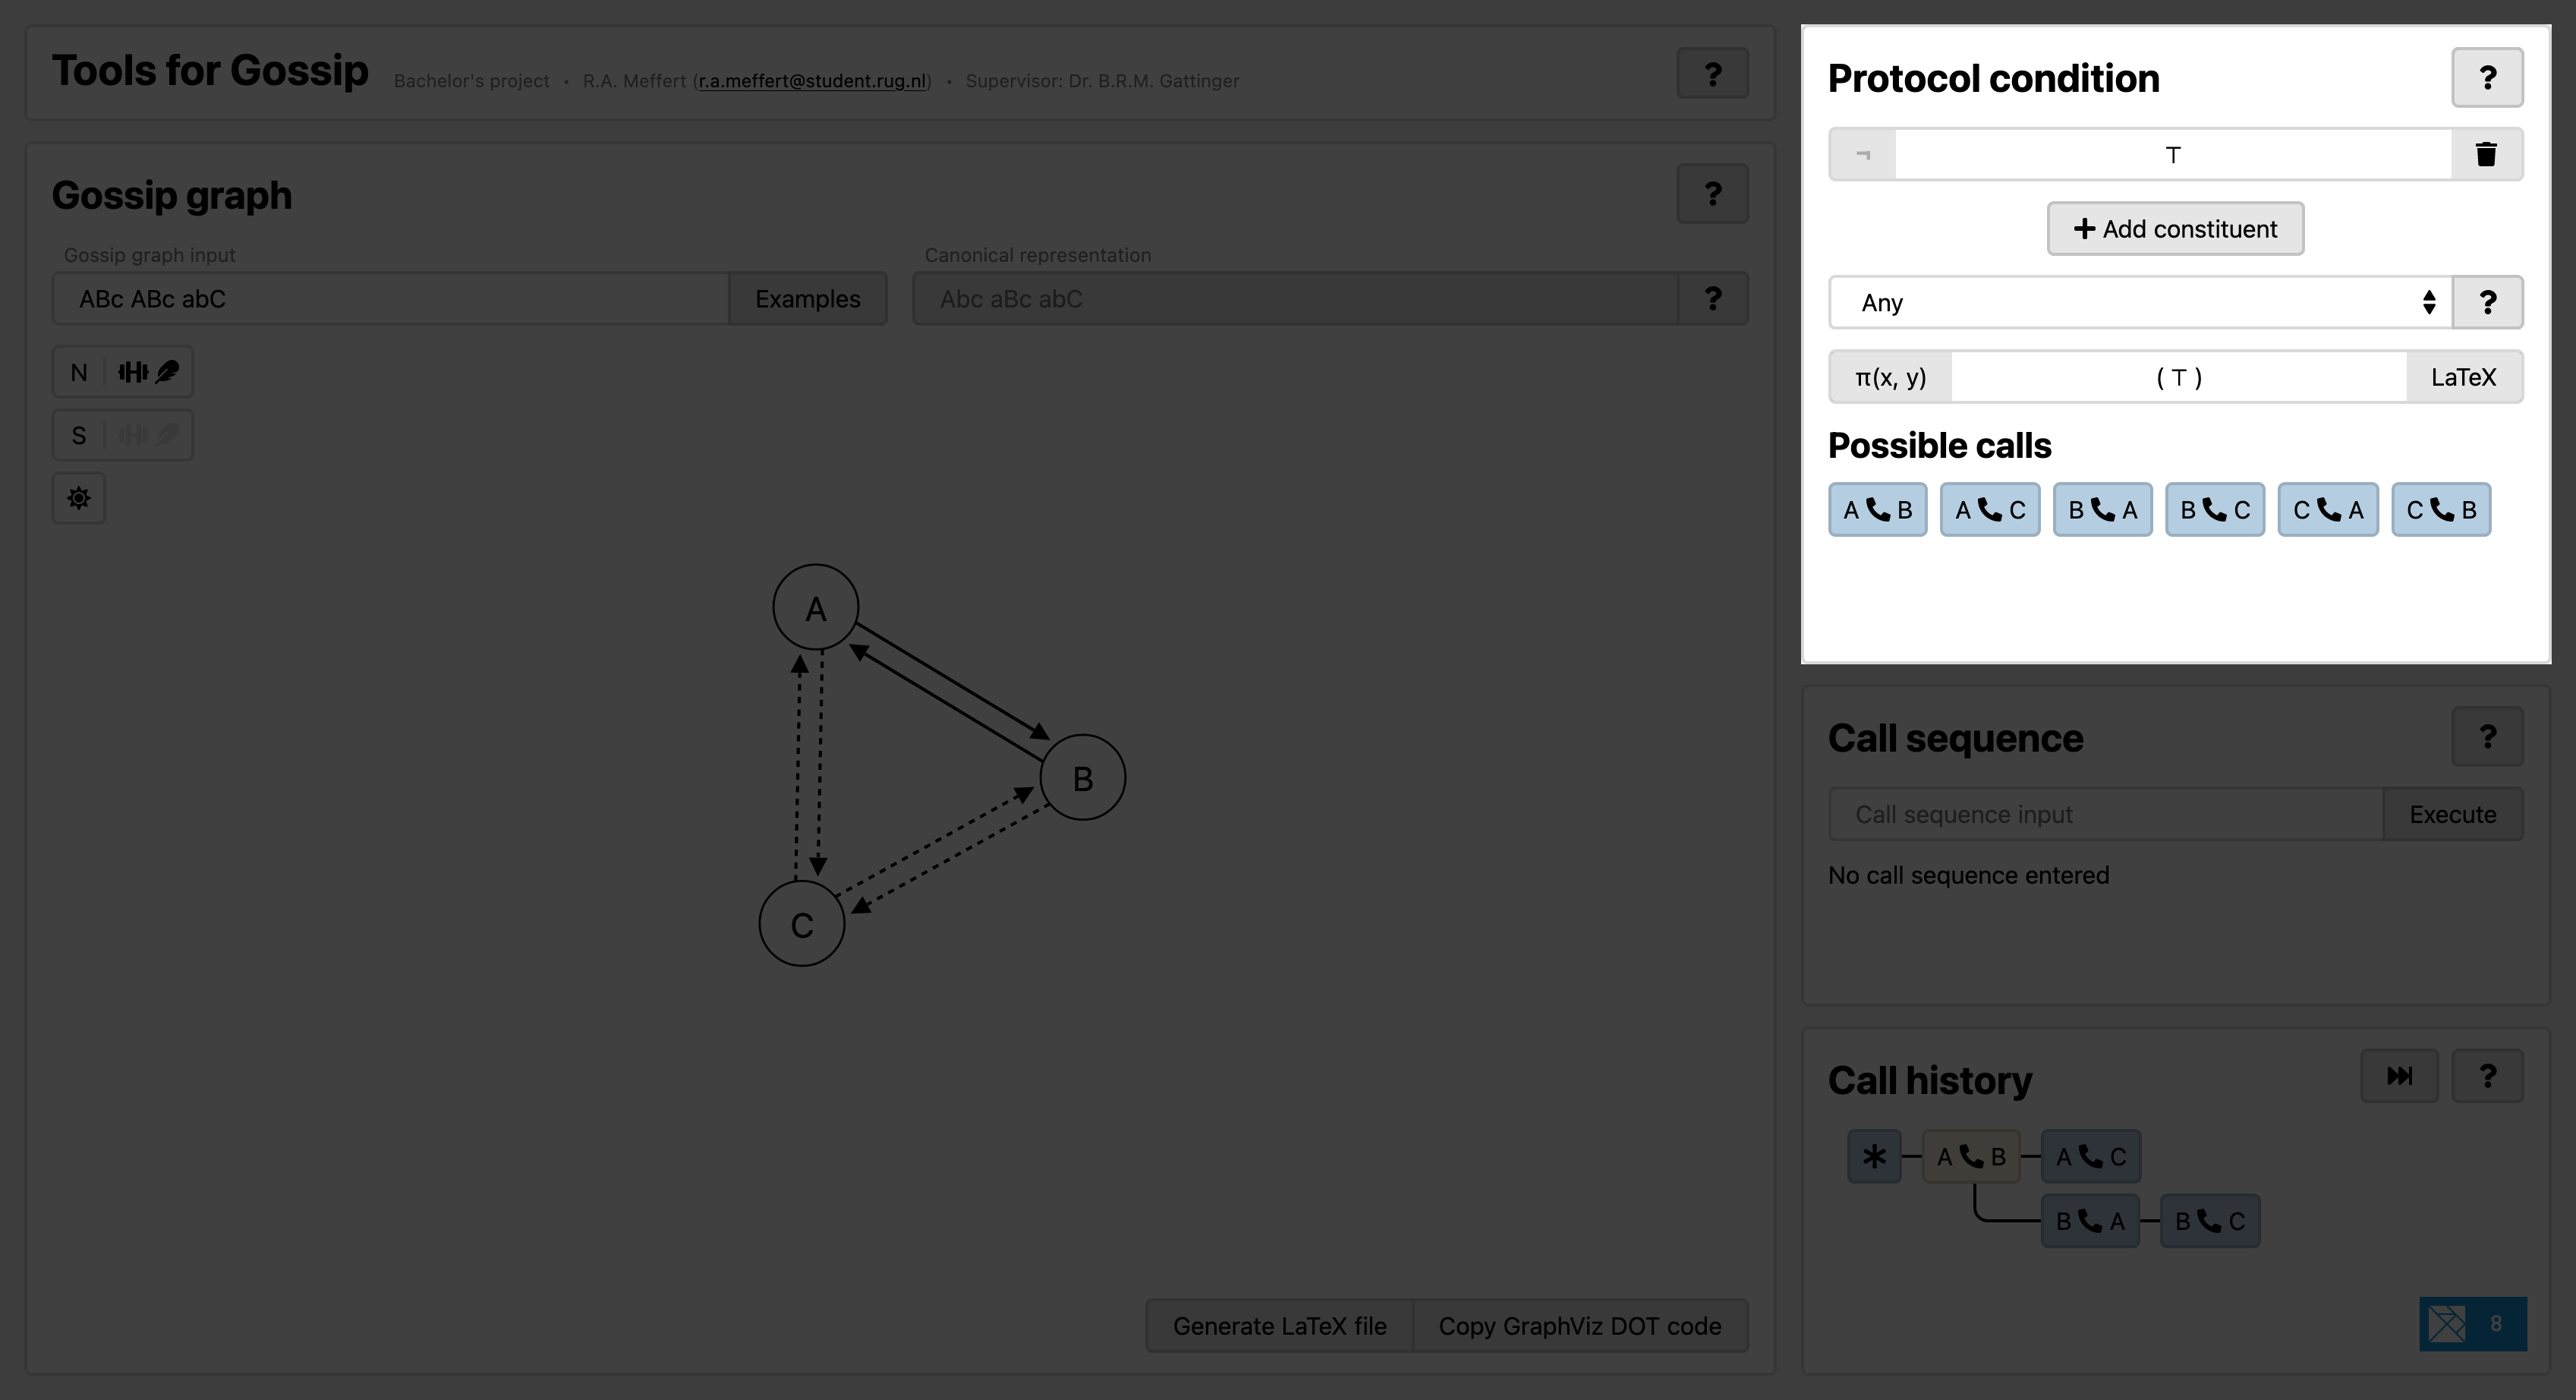 Tools for Gossip Bachelor's project • R.A. Meffert (r.a.meffert@student.rug.nl) • Supervisor: Dr. B.R.M. Gattinger ?
Gossip graph ?
Gossip graph input Canonical representation
ABc ABc abC Examples Abc aBc abC ?
N
S
A
B
C
Generate LaTeX file Copy GraphViz DOT code
Protocol condition ?
¬ ⊤
Add constituent
Any ?
π(x, y) ( ⊤ ) LaTeX
Possible calls
A B A C B A B C C A C B
Call sequence ?
Call sequence input Execute
No call sequence entered
Call history ?
A B A C
B A B C
8